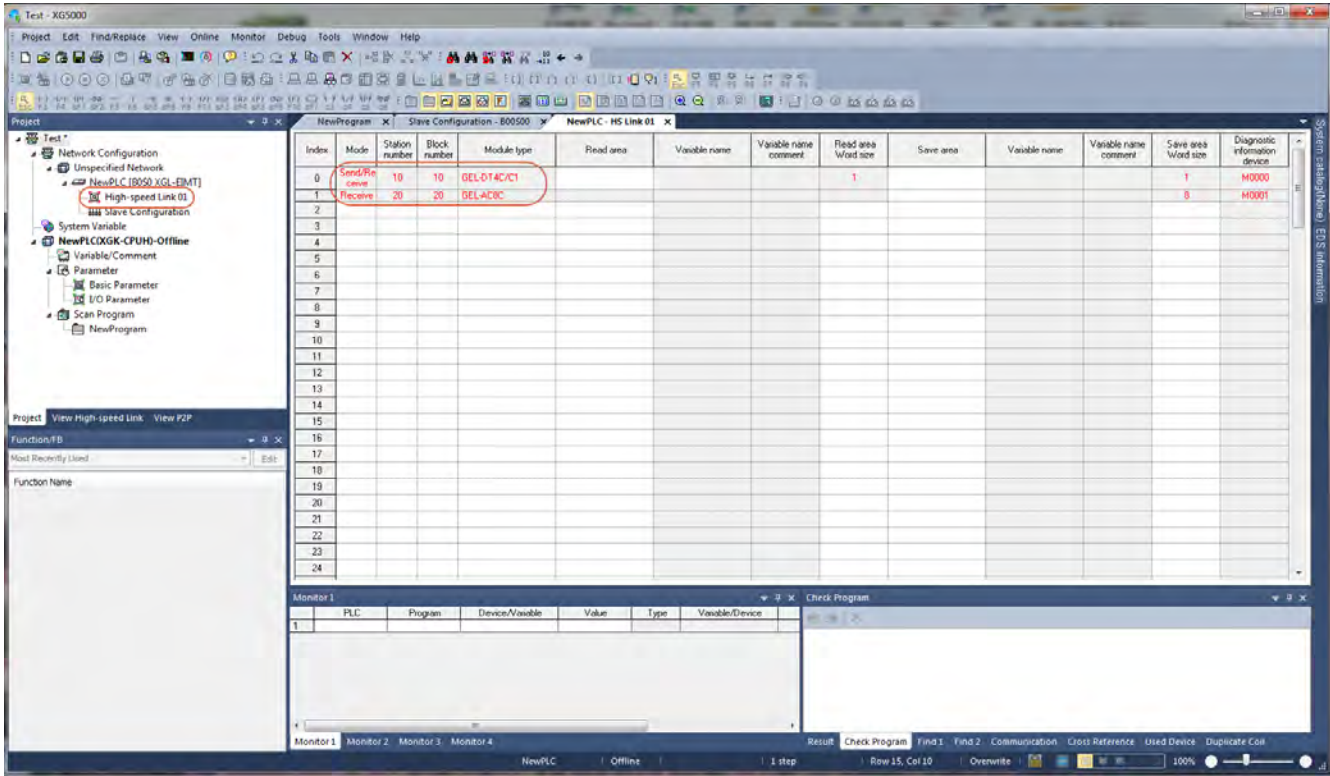 Test - XG5000
Project Edit Find/Replace View Online Monitor Debug Tools Window Help
Project
NewProgram
Slave Configuration - B00S00
NewPLC - HS Link 01
Test *
Network Configuration
Unspecified Network
NewPLC [B0S0 XGL-EIMT]
High-speed Link 01
Slave Configuration
System Variable
NewPLC(XGK-CPUH)-Offline
Variable/Comment
Parameter
Basic Parameter
I/O Parameter
Scan Program
NewProgram
Project View High-speed Link View P2P
Function/FB
Most Recently Used Edit
Function Name
Index Mode Station number Block number Module type Read area Variable name Variable name comment Read area Word size Save area Variable name Variable name comment Save area Word size Diagnostic information device
0 Send/Receive 10 10 GEL-DT4C/C1 1 1 M0000
1 Receive 20 20 GEL-AC8C 8 M0001
2
3
4
5
6
7
8
9
10
11
12
13
14
15
16
17
18
19
20
21
22
23
24
System catalog(None) EDS information
Monitor 1
PLC Program Device/Variable Value Type Variable/Device
1
Monitor 1 Monitor 2 Monitor 3 Monitor 4
Check Program
Result Check Program Find 1 Find 2 Communication Cross Reference Used Device Duplicate Coil
NewPLC Offline 1 step Row 15, Col 10 Overwrite 100%